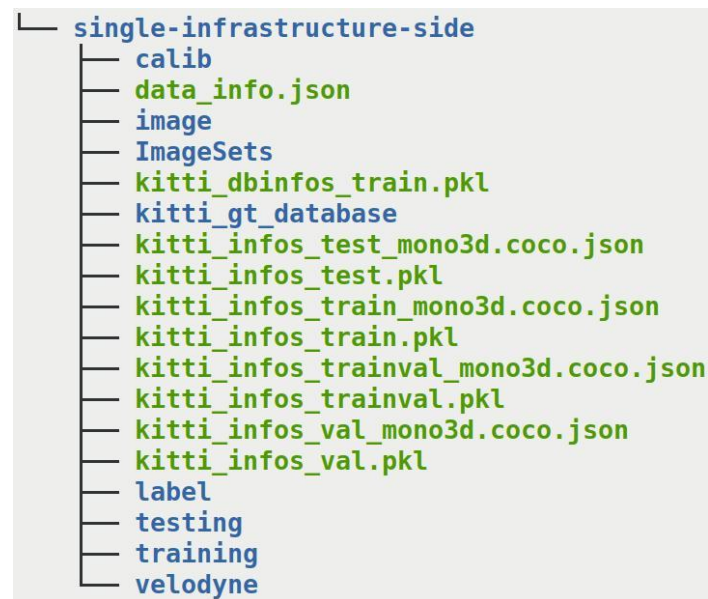 └── single-infrastructure-side
├── calib
├── data_info.json
├── image
├── ImageSets
├── kitti_dbinfos_train.pkl
├── kitti_gt_database
├── kitti_infos_test_mono3d.coco.json
├── kitti_infos_test.pkl
├── kitti_infos_train_mono3d.coco.json
├── kitti_infos_train.pkl
├── kitti_infos_trainval_mono3d.coco.json
├── kitti_infos_trainval.pkl
├── kitti_infos_val_mono3d.coco.json
├── kitti_infos_val.pkl
├── label
├── testing
├── training
└── velodyne